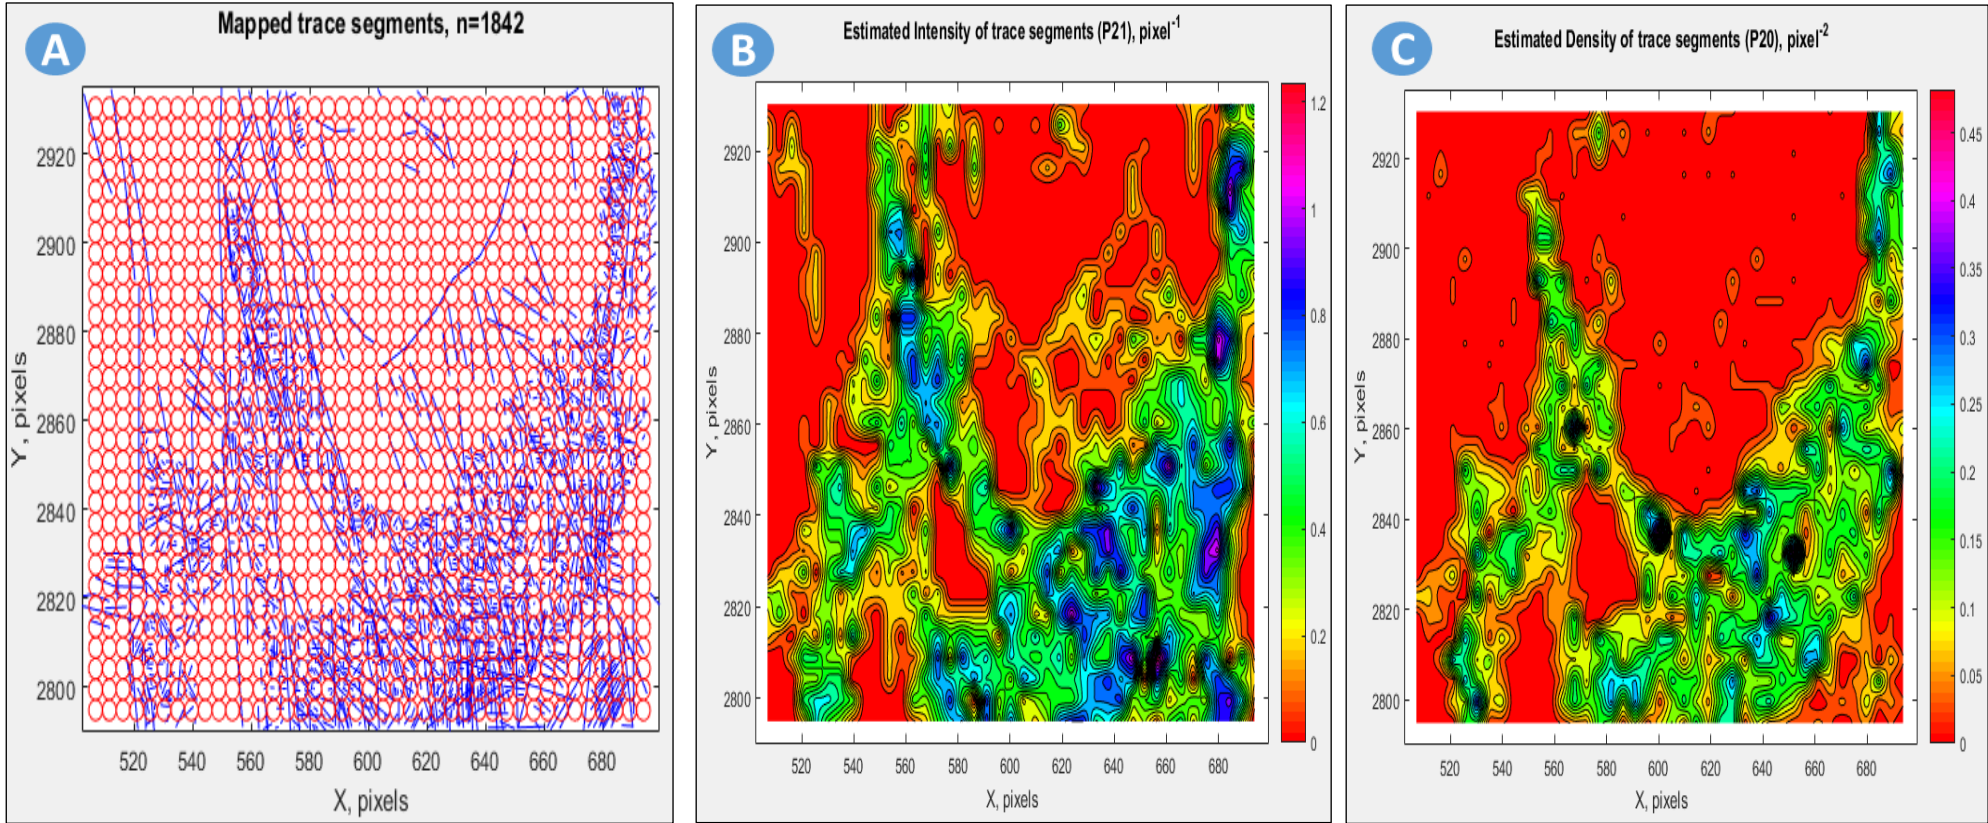 A
Mapped trace segments, n=1842
Y, pixels
2920
2900
2880
2860
2840
2820
2800
520 540 560 580 600 620 640 660 680
X, pixels
B
Estimated Intensity of trace segments (P21), pixel⁻¹
Y, pixels
2920
2900
2880
2860
2840
2820
2800
520 540 560 580 600 620 640 660 680
X, pixels
1.2
1
0.8
0.6
0.4
0.2
0
C
Estimated Density of trace segments (P20), pixel⁻²
Y, pixels
2920
2900
2880
2860
2840
2820
2800
520 540 560 580 600 620 640 660 680
X, pixels
0.45
0.4
0.35
0.3
0.25
0.2
0.15
0.1
0.05
0